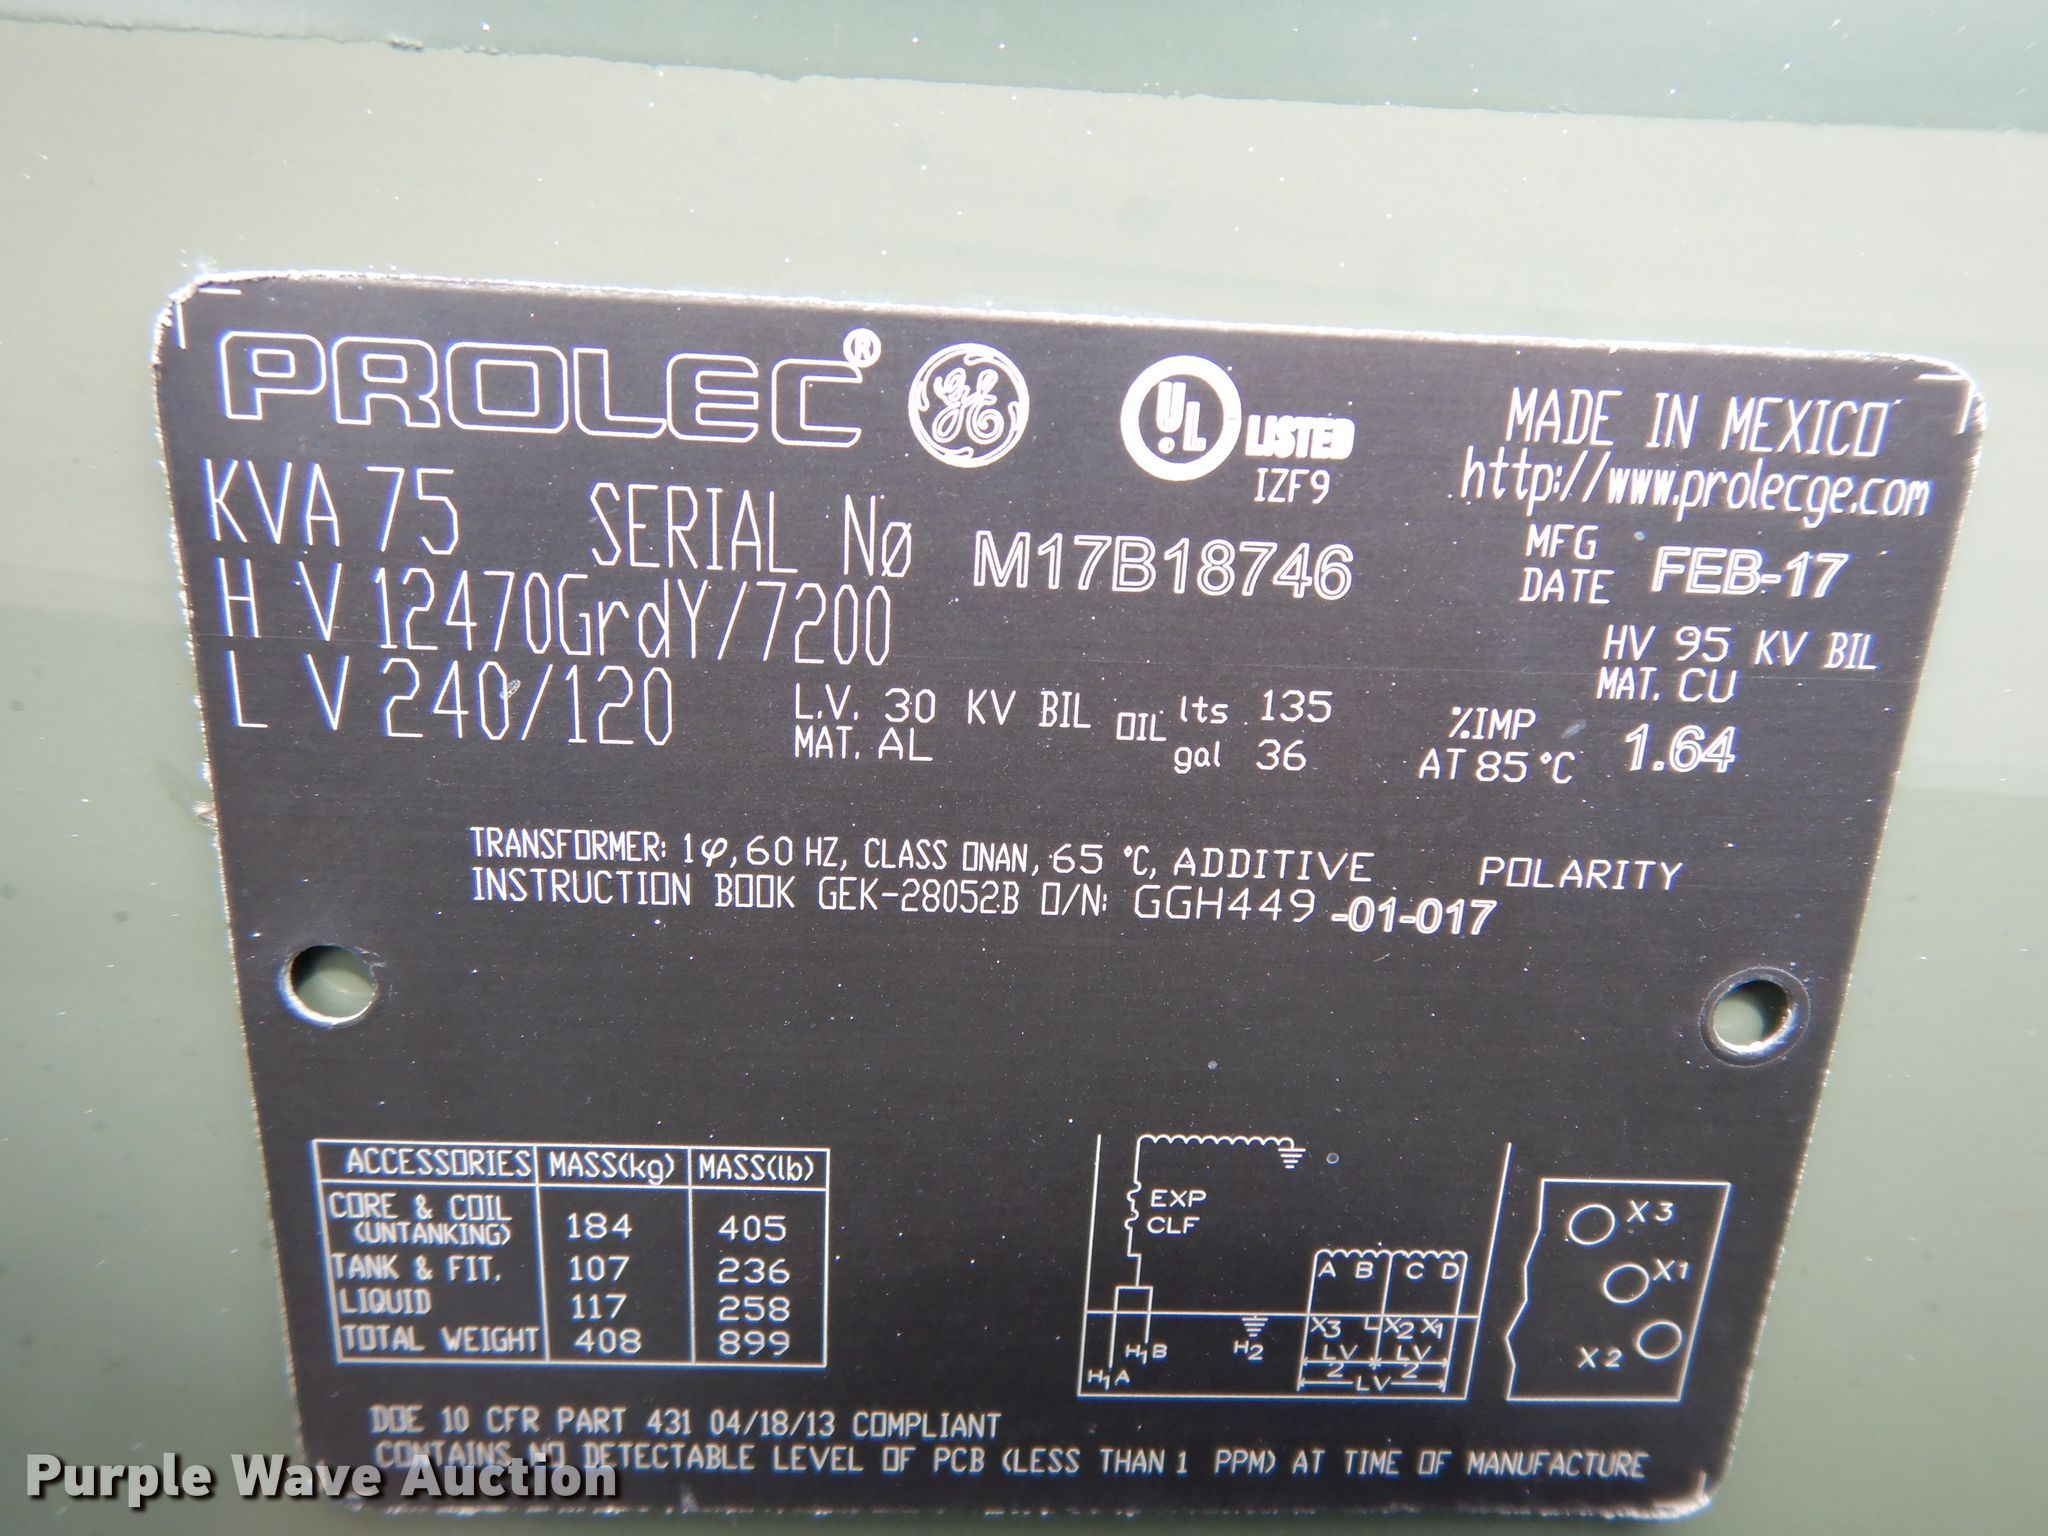 PROLEC® GE UL LISTED MADE IN MEXICO
IZF9 http://www.prolecge.com
KVA 75 SERIAL Nø M17B18746 MFG DATE FEB-17
H V 12470GrdY/7200 HV 95 KV BIL
MAT. CU
L V 240/120 L.V. 30 KV BIL OIL lts 135 %IMP 1.64
MAT. AL gal 36 AT 85 °C
TRANSFORMER: 1φ, 60 HZ, CLASS ONAN, 65 °C, ADDITIVE POLARITY
INSTRUCTION BOOK GEK-28052B O/N: GGH449 -01-017
ACCESSORIES MASS(kg) MASS(lb)
CORE & COIL (UNTANKING) 184 405
TANK & FIT. 107 236
LIQUID 117 258
TOTAL WEIGHT 408 899
EXP
CLF
A B C D
X3 X2 X1
H1A H1B H2
LV/2 * LV/2
LV
X3
X1
X2
DOE 10 CFR PART 431 04/18/13 COMPLIANT
CONTAINS NO DETECTABLE LEVEL OF PCB (LESS THAN 1 PPM) AT TIME OF MANUFACTURE
Purple Wave Auction